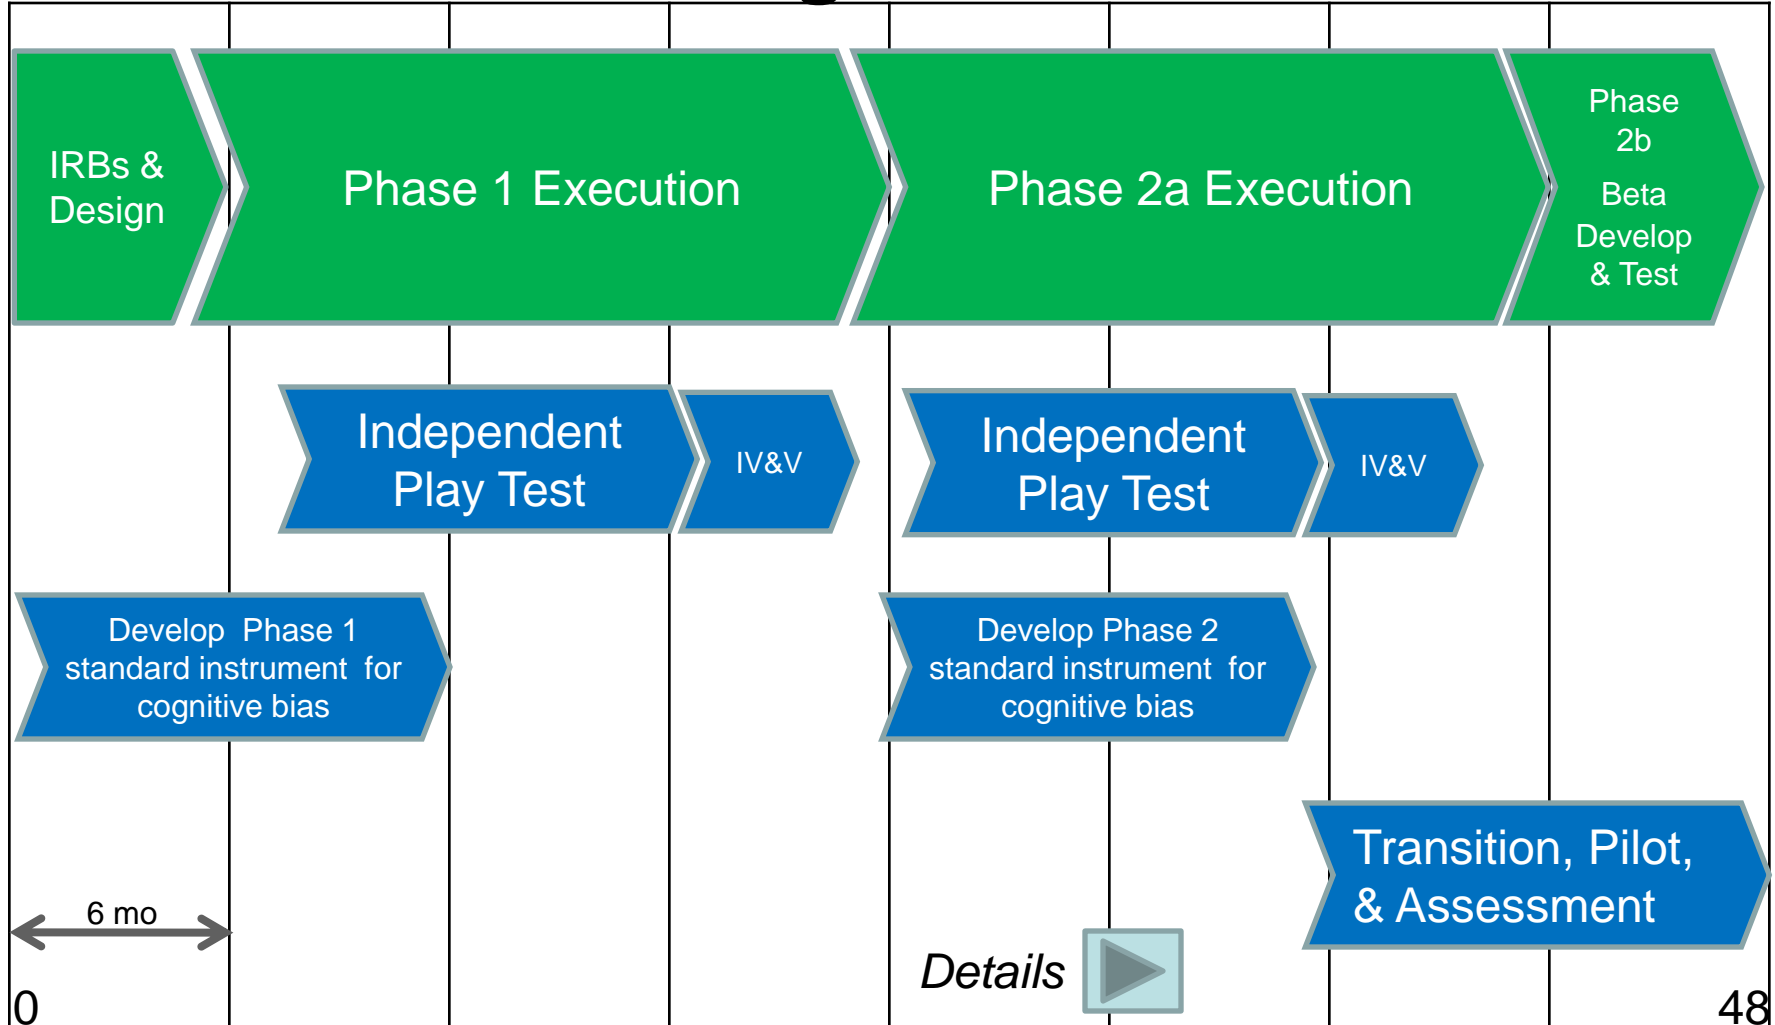 IRBs &
Design
Phase 1 Execution
Phase 2a Execution
Phase
2b
Beta
Develop
& Test
Independent
Play Test
IV&V
Independent
Play Test
IV&V
Develop Phase 1
standard instrument for
cognitive bias
Develop Phase 2
standard instrument for
cognitive bias
Transition, Pilot,
& Assessment
6 mo
Details
0
48